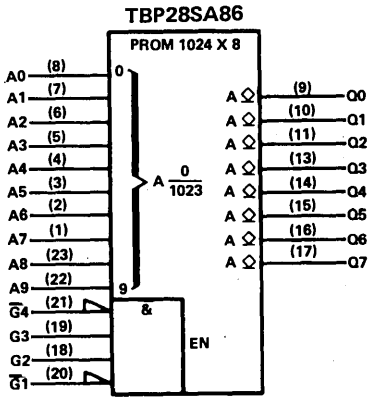 TBP28SA86
PROM 1024 X 8
A0 (8) 0
A1 (7)
A2 (6)
A3 (5)
A4 (4)
A5 (3)
A6 (2)
A7 (1)
A8 (23)
A9 (22) 9
A 0
1023
A (9) Q0
A (10) Q1
A (11) Q2
A (13) Q3
A (14) Q4
A (15) Q5
A (16) Q6
A (17) Q7
G̅4 (21) &
G3 (19)
EN
G2 (18)
G̅1 (20)